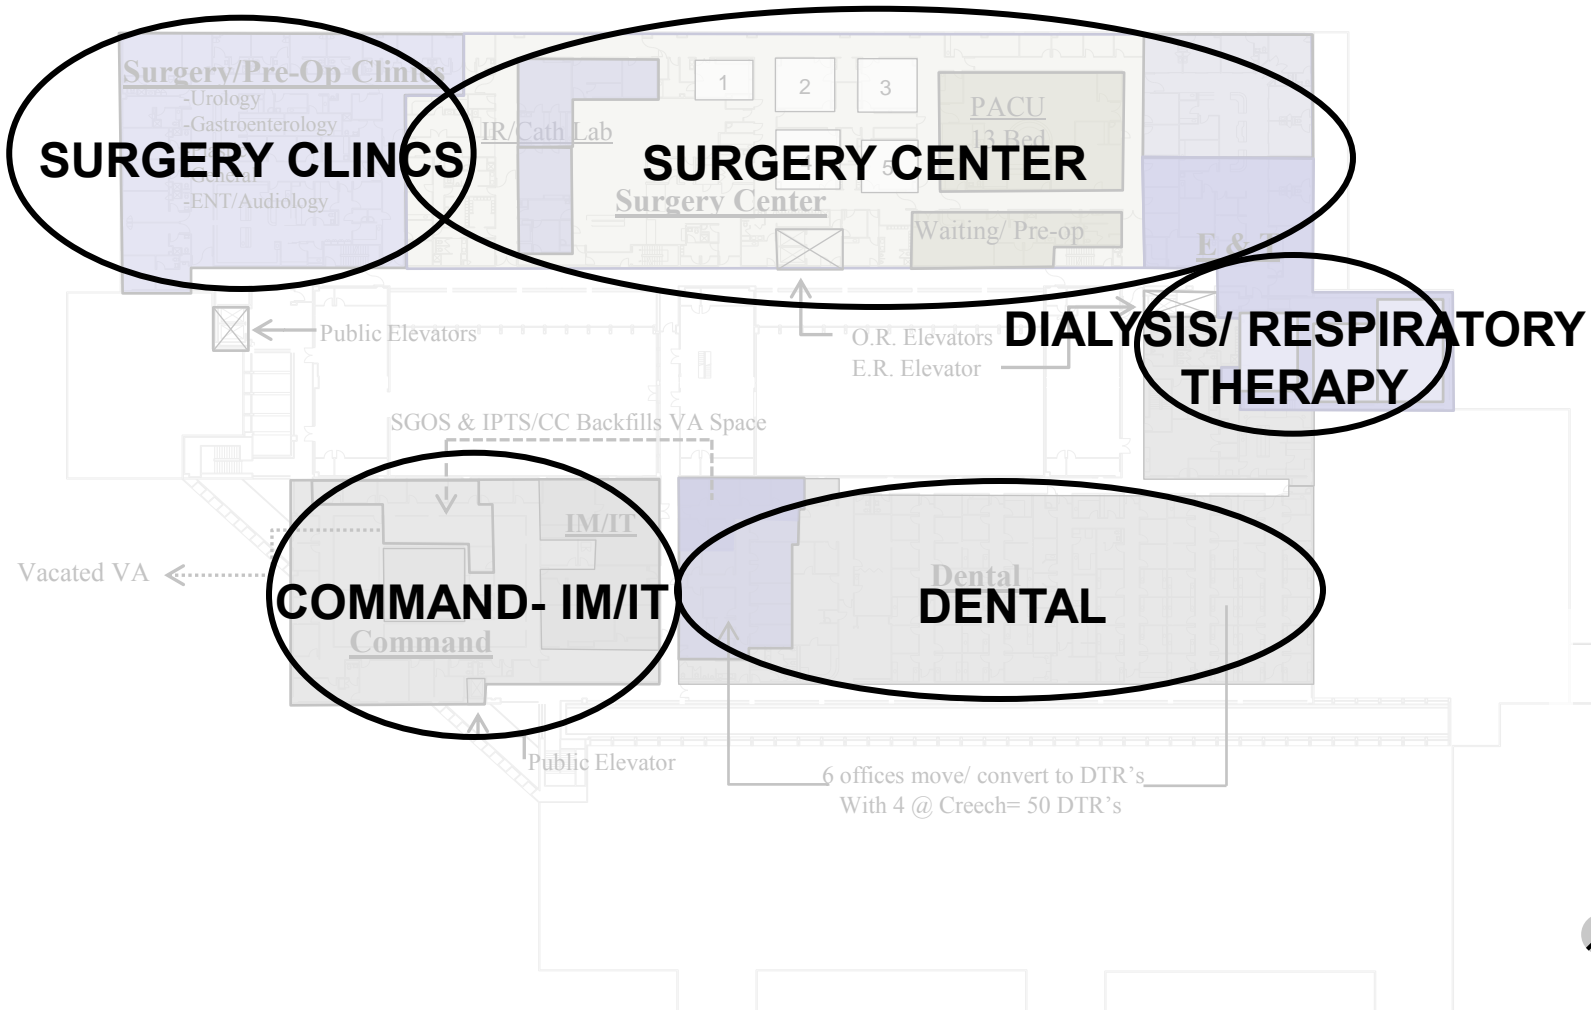 Surgery/Pre-Op Clinics
-Urology
-Gastroenterology
SURGERY CLINCS
-General
-ENT/Audiology
IR/Cath Lab
1
2
3
5
PACU
13 Bed
SURGERY CENTER
Surgery Center
Waiting/ Pre-op
E & T
Public Elevators
O.R. Elevators
E.R. Elevator
DIALYSIS/ RESPIRATORY
THERAPY
SGOS & IPTS/CC Backfills VA Space
IM/IT
Vacated VA
COMMAND- IM/IT
Command
Dental
DENTAL
Public Elevator
6 offices move/ convert to DTR’s
With 4 @ Creech= 50 DTR’s